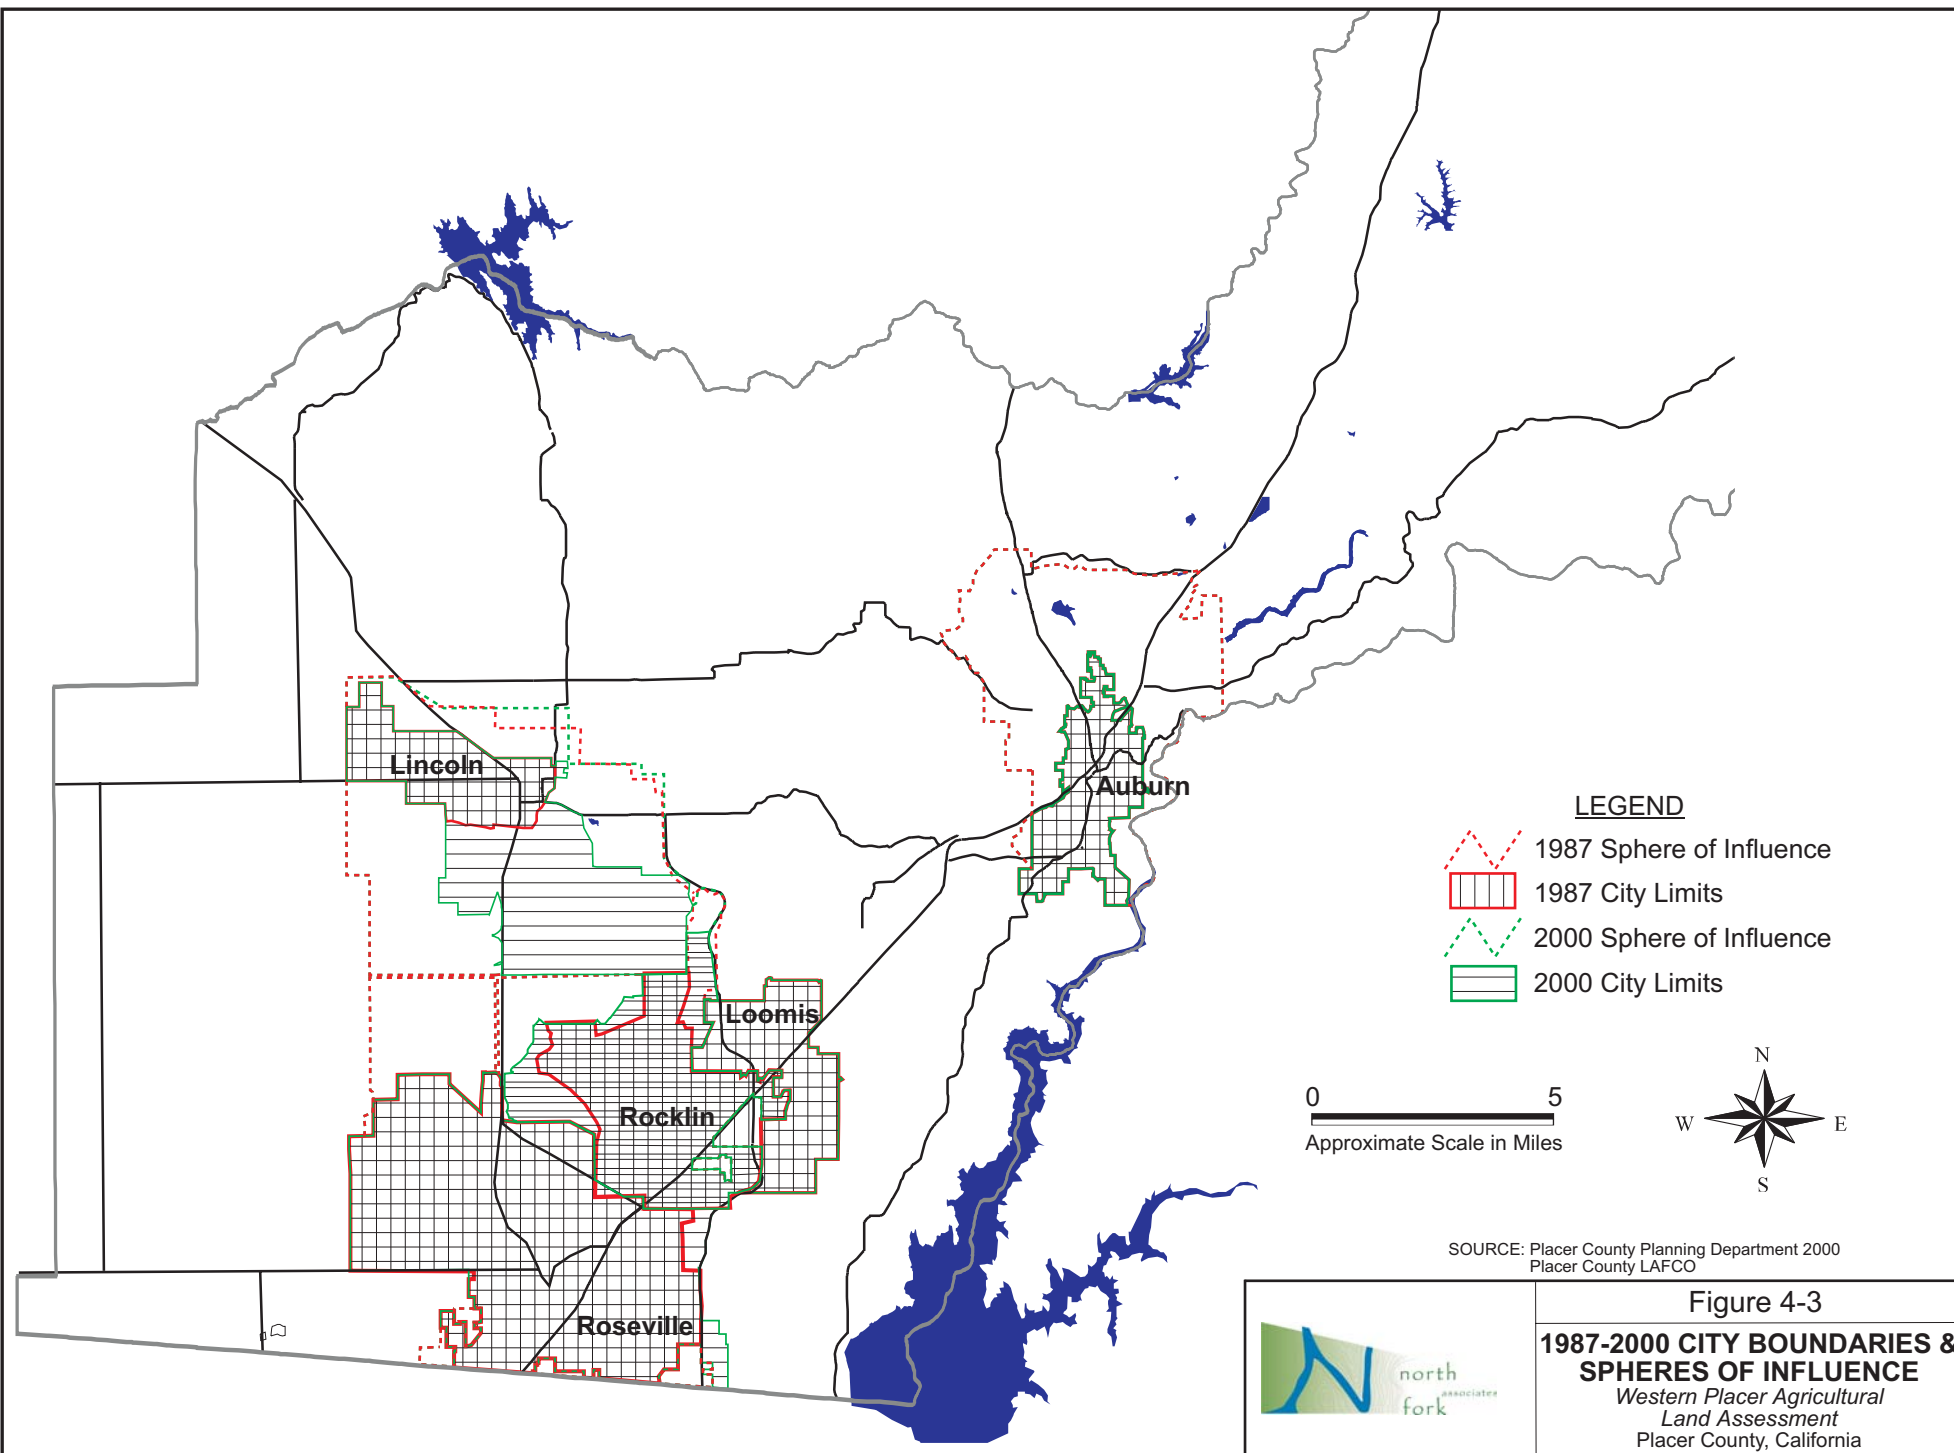 Lincoln
Auburn
Loomis
Rocklin
Roseville
LEGEND
1987 Sphere of Influence
1987 City Limits
2000 Sphere of Influence
2000 City Limits
0 5
Approximate Scale in Miles
N
W E
S
SOURCE: Placer County Planning Department 2000
Placer County LAFCO
north
associates
fork
Figure 4-3
1987-2000 CITY BOUNDARIES &
SPHERES OF INFLUENCE
Western Placer Agricultural
Land Assessment
Placer County, California